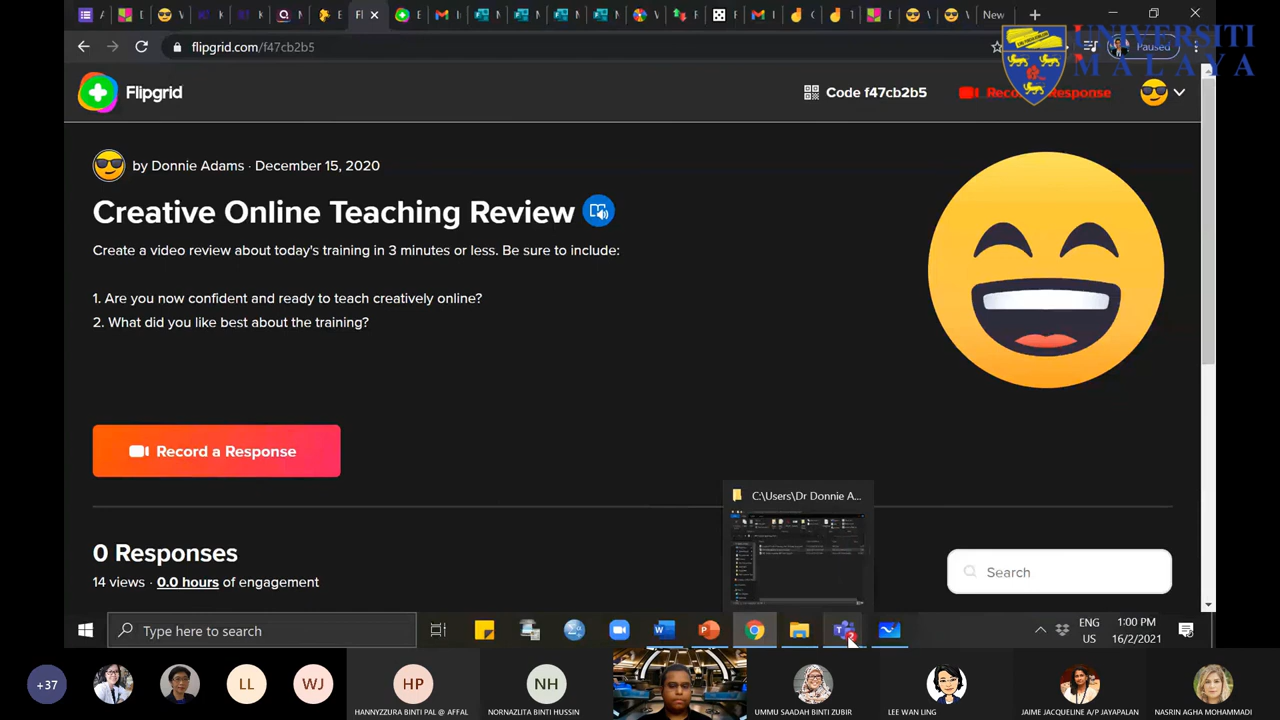 New
flipgrid.com/f47cb2b5
Paused
UNIVERSITI
MALAYA
Flipgrid
Code f47cb2b5
Response
by Donnie Adams · December 15, 2020
Creative Online Teaching Review
Create a video review about today's training in 3 minutes or less. Be sure to include:
1. Are you now confident and ready to teach creatively online?
2. What did you like best about the training?
Record a Response
C:\Users\Dr Donnie A...
0 Responses
14 views · 0.0 hours of engagement
Search
Type here to search
ENG
US
1:00 PM
16/2/2021
+37
LL
WJ
HP
NH
HANNYZZURA BINTI PAL @ AFFAL
NORWAZLITA BINTI HUSSIN
UMMU SAADAH BINTI ZUBIR
LEE WAN LING
JAIME JACQUELINE A/P JAYAPALAN
NASRIN AGHA MOHAMMADI